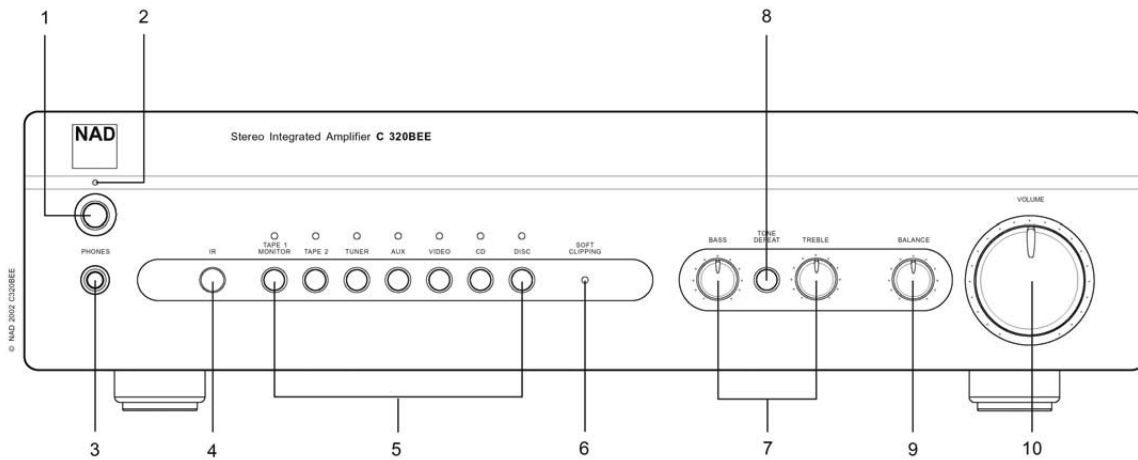 1
2
8
NAD
Stereo Integrated Amplifier C 320BEE
VOLUME
PHONES
IR
TAPE 1
MONITOR
TAPE 2
TUNER
AUX
VIDEO
CD
DISC
SOFT
CLIPPING
BASS
TONE
DEFEAT
TREBLE
BALANCE
© NAD 2002 C320BEE
3
4
5
6
7
9
10